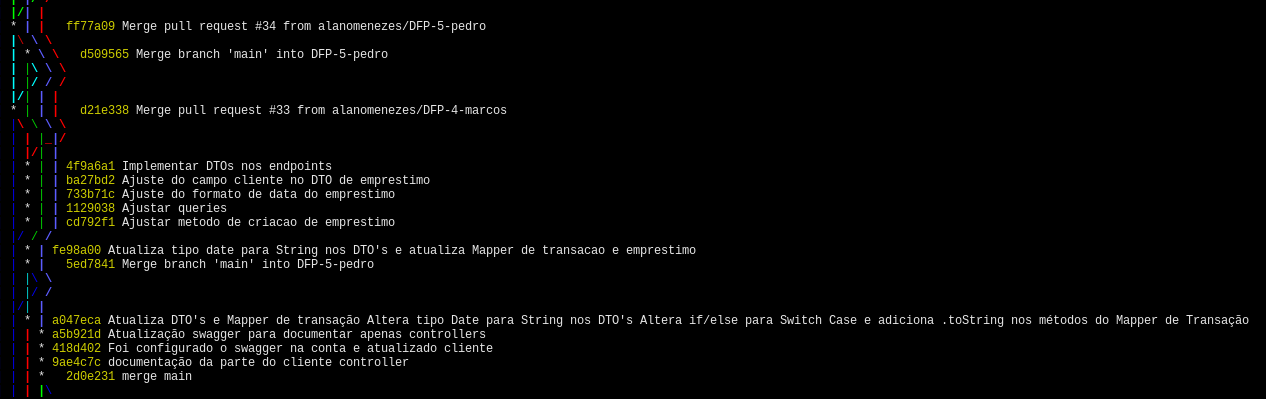 * | | ff77a09 Merge pull request #34 from alanomenezes/DFP-5-pedro
| * \ \ d509565 Merge branch 'main' into DFP-5-pedro
* | | | d21e338 Merge pull request #33 from alanomenezes/DFP-4-marcos
| * | | 4f9a6a1 Implementar DTOs nos endpoints
| * | | ba27bd2 Ajuste do campo cliente no DTO de emprestimo
| * | | 733b71c Ajuste do formato de data do emprestimo
| * | | 1129038 Ajustar queries
| * | | cd792f1 Ajustar metodo de criacao de emprestimo
| * | fe98a00 Atualiza tipo date para String nos DTO's e atualiza Mapper de transacao e emprestimo
| * | 5ed7841 Merge branch 'main' into DFP-5-pedro
| * | a047eca Atualiza DTO's e Mapper de transação Altera tipo Date para String nos DTO's Altera if/else para Switch Case e adiciona .toString nos métodos do Mapper de Transação
| | * a5b921d Atualização swagger para documentar apenas controllers
| | * 418d402 Foi configurado o swagger na conta e atualizado cliente
| | * 9ae4c7c documentação da parte do cliente controller
| | * 2d0e231 merge main